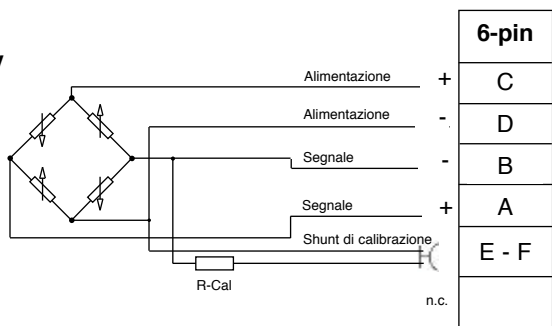 6-pin
Alimentazione + C
Alimentazione - D
Segnale - B
Segnale + A
Shunt di calibrazione E - F
R-Cal
n.c.